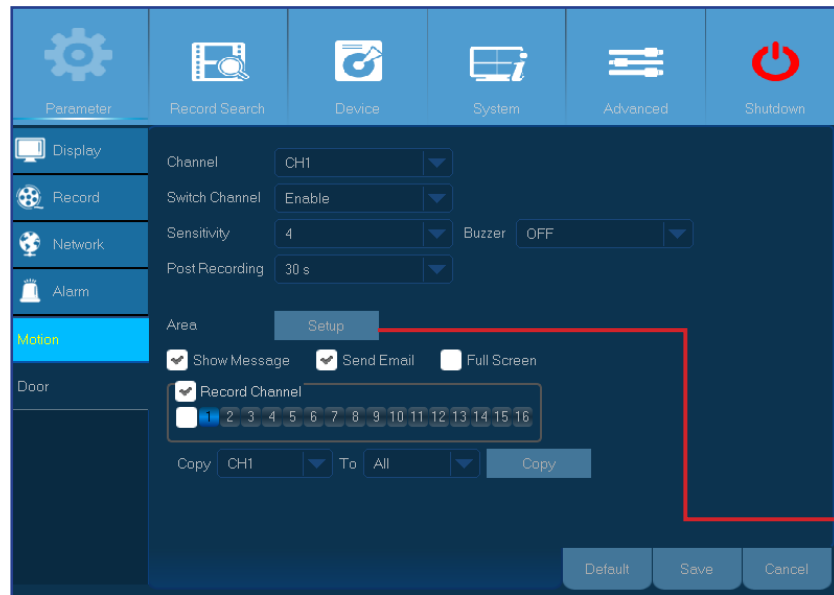 Parameter Record Search Device System Advanced Shutdown
Display
Record
Network
Alarm
Motion
Door
Channel CH1
Switch Channel Enable
Sensitivity 4 Buzzer OFF
Post Recording 30 s
Area Setup
Show Message Send Email Full Screen
Record Channel
1 2 3 4 5 6 7 8 9 10 11 12 13 14 15 16
Copy CH1 To All Copy
Default Save Cancel